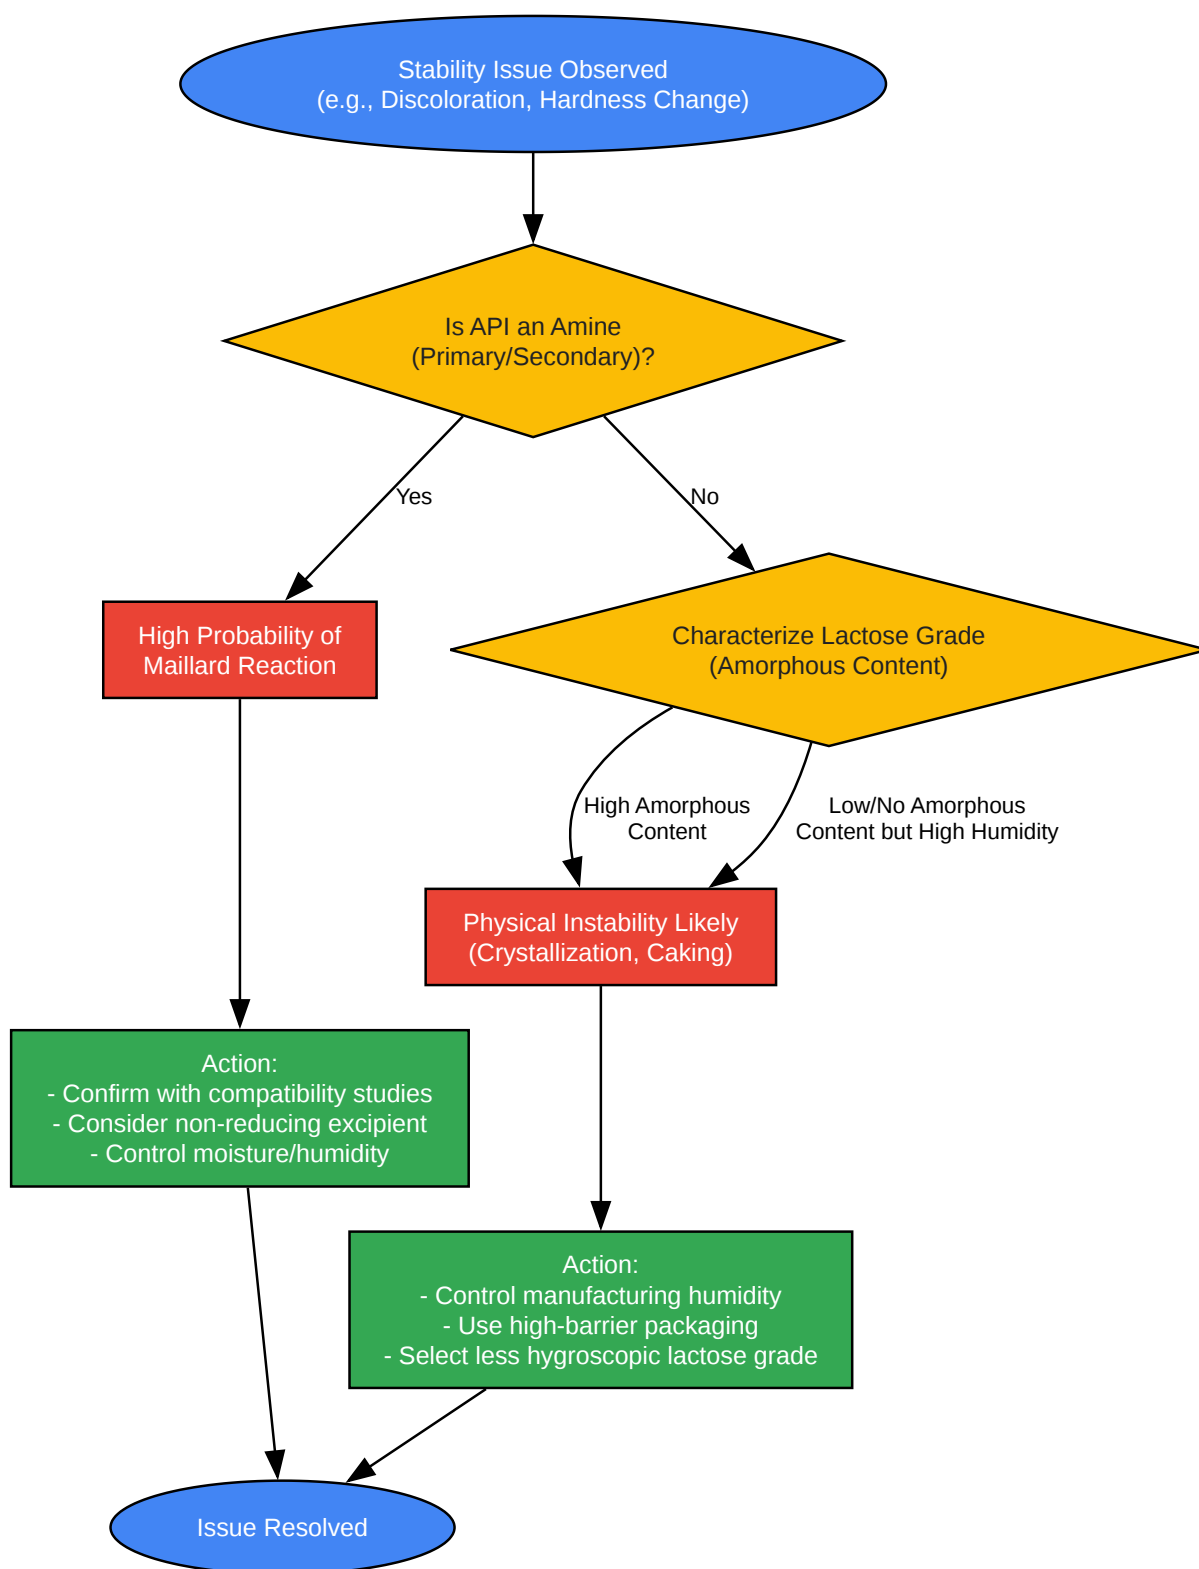 Stability Issue Observed
(e.g., Discoloration, Hardness Change)
Is API an Amine
(Primary/Secondary)?
Yes
No
High Probability of
Maillard Reaction
Characterize Lactose Grade
(Amorphous Content)
High Amorphous
Content
Low/No Amorphous
Content but High Humidity
Physical Instability Likely
(Crystallization, Caking)
Action:
- Confirm with compatibility studies
- Consider non-reducing excipient
- Control moisture/humidity
Action:
- Control manufacturing humidity
- Use high-barrier packaging
- Select less hygroscopic lactose grade
Issue Resolved